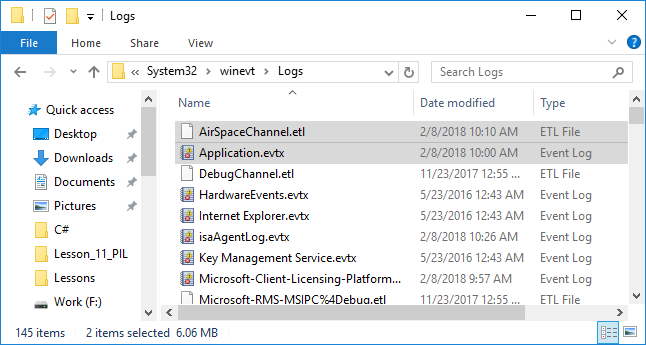 Logs
File Home Share View
System32 winevt Logs
Search Logs
Quick access
Desktop
Downloads
Documents
Pictures
C#
Lesson_11_PIL
Lessons
Work (F:)
Name Date modified Type
AirSpaceChannel.etl 2/8/2018 10:10 AM ETL File
Application.evtx 2/8/2018 10:00 AM Event Log
DebugChannel.etl 11/23/2017 12:55 ... ETL File
HardwareEvents.evtx 5/23/2016 12:43 AM Event Log
Internet Explorer.evtx 5/23/2016 12:43 AM Event Log
isaAgentLog.evtx 2/8/2018 10:26 AM Event Log
Key Management Service.evtx 5/23/2016 12:43 AM Event Log
Microsoft-Client-Licensing-Platform... 2/8/2018 9:57 AM Event Log
Microsoft-RMS-MSIPC%4Debug.etl 11/23/2017 12:55 ... ETL File
145 items 2 items selected 6.06 MB